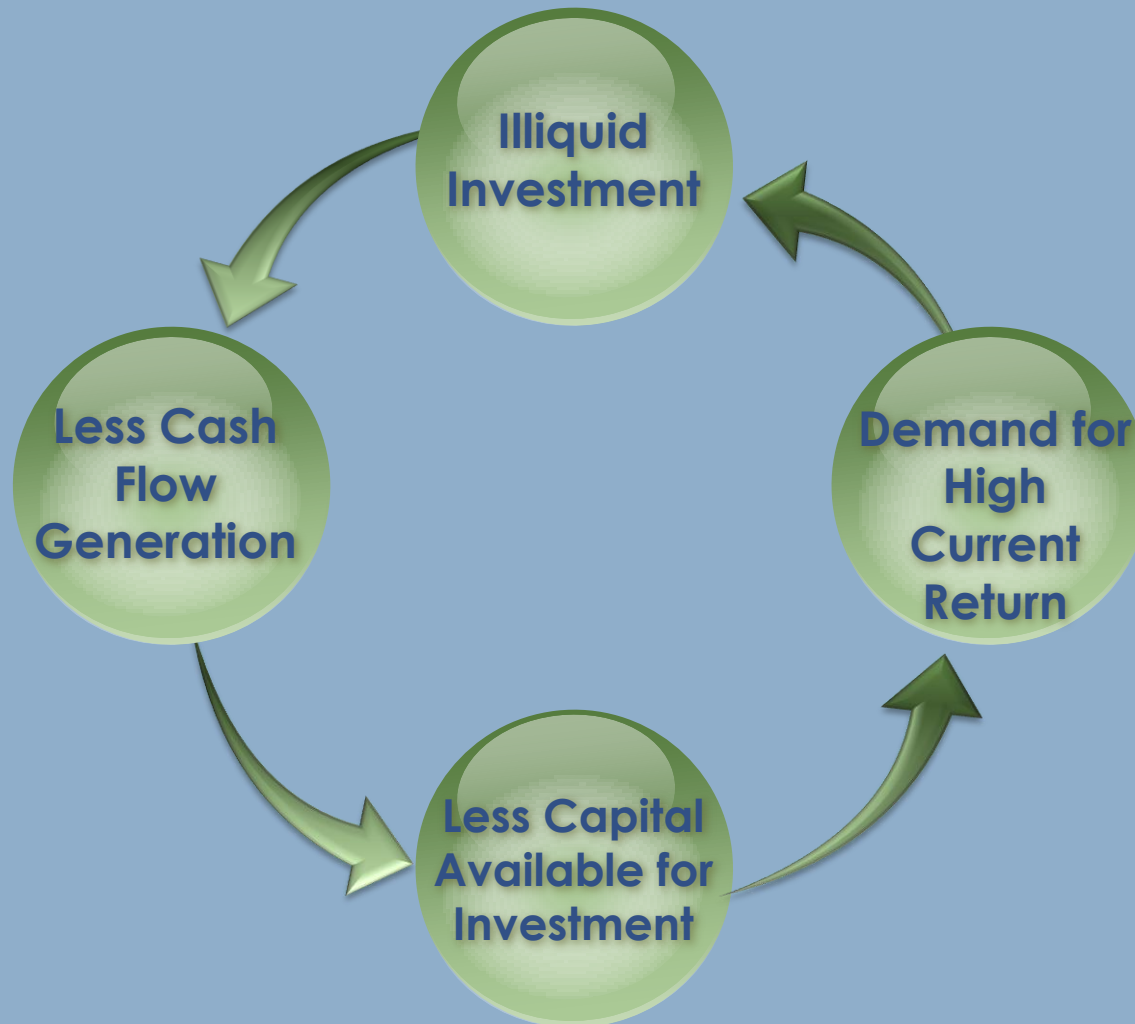 Illiquid
Investment
Less Cash
Flow
Generation
Demand for
High
Current
Return
Less Capital
Available for
Investment